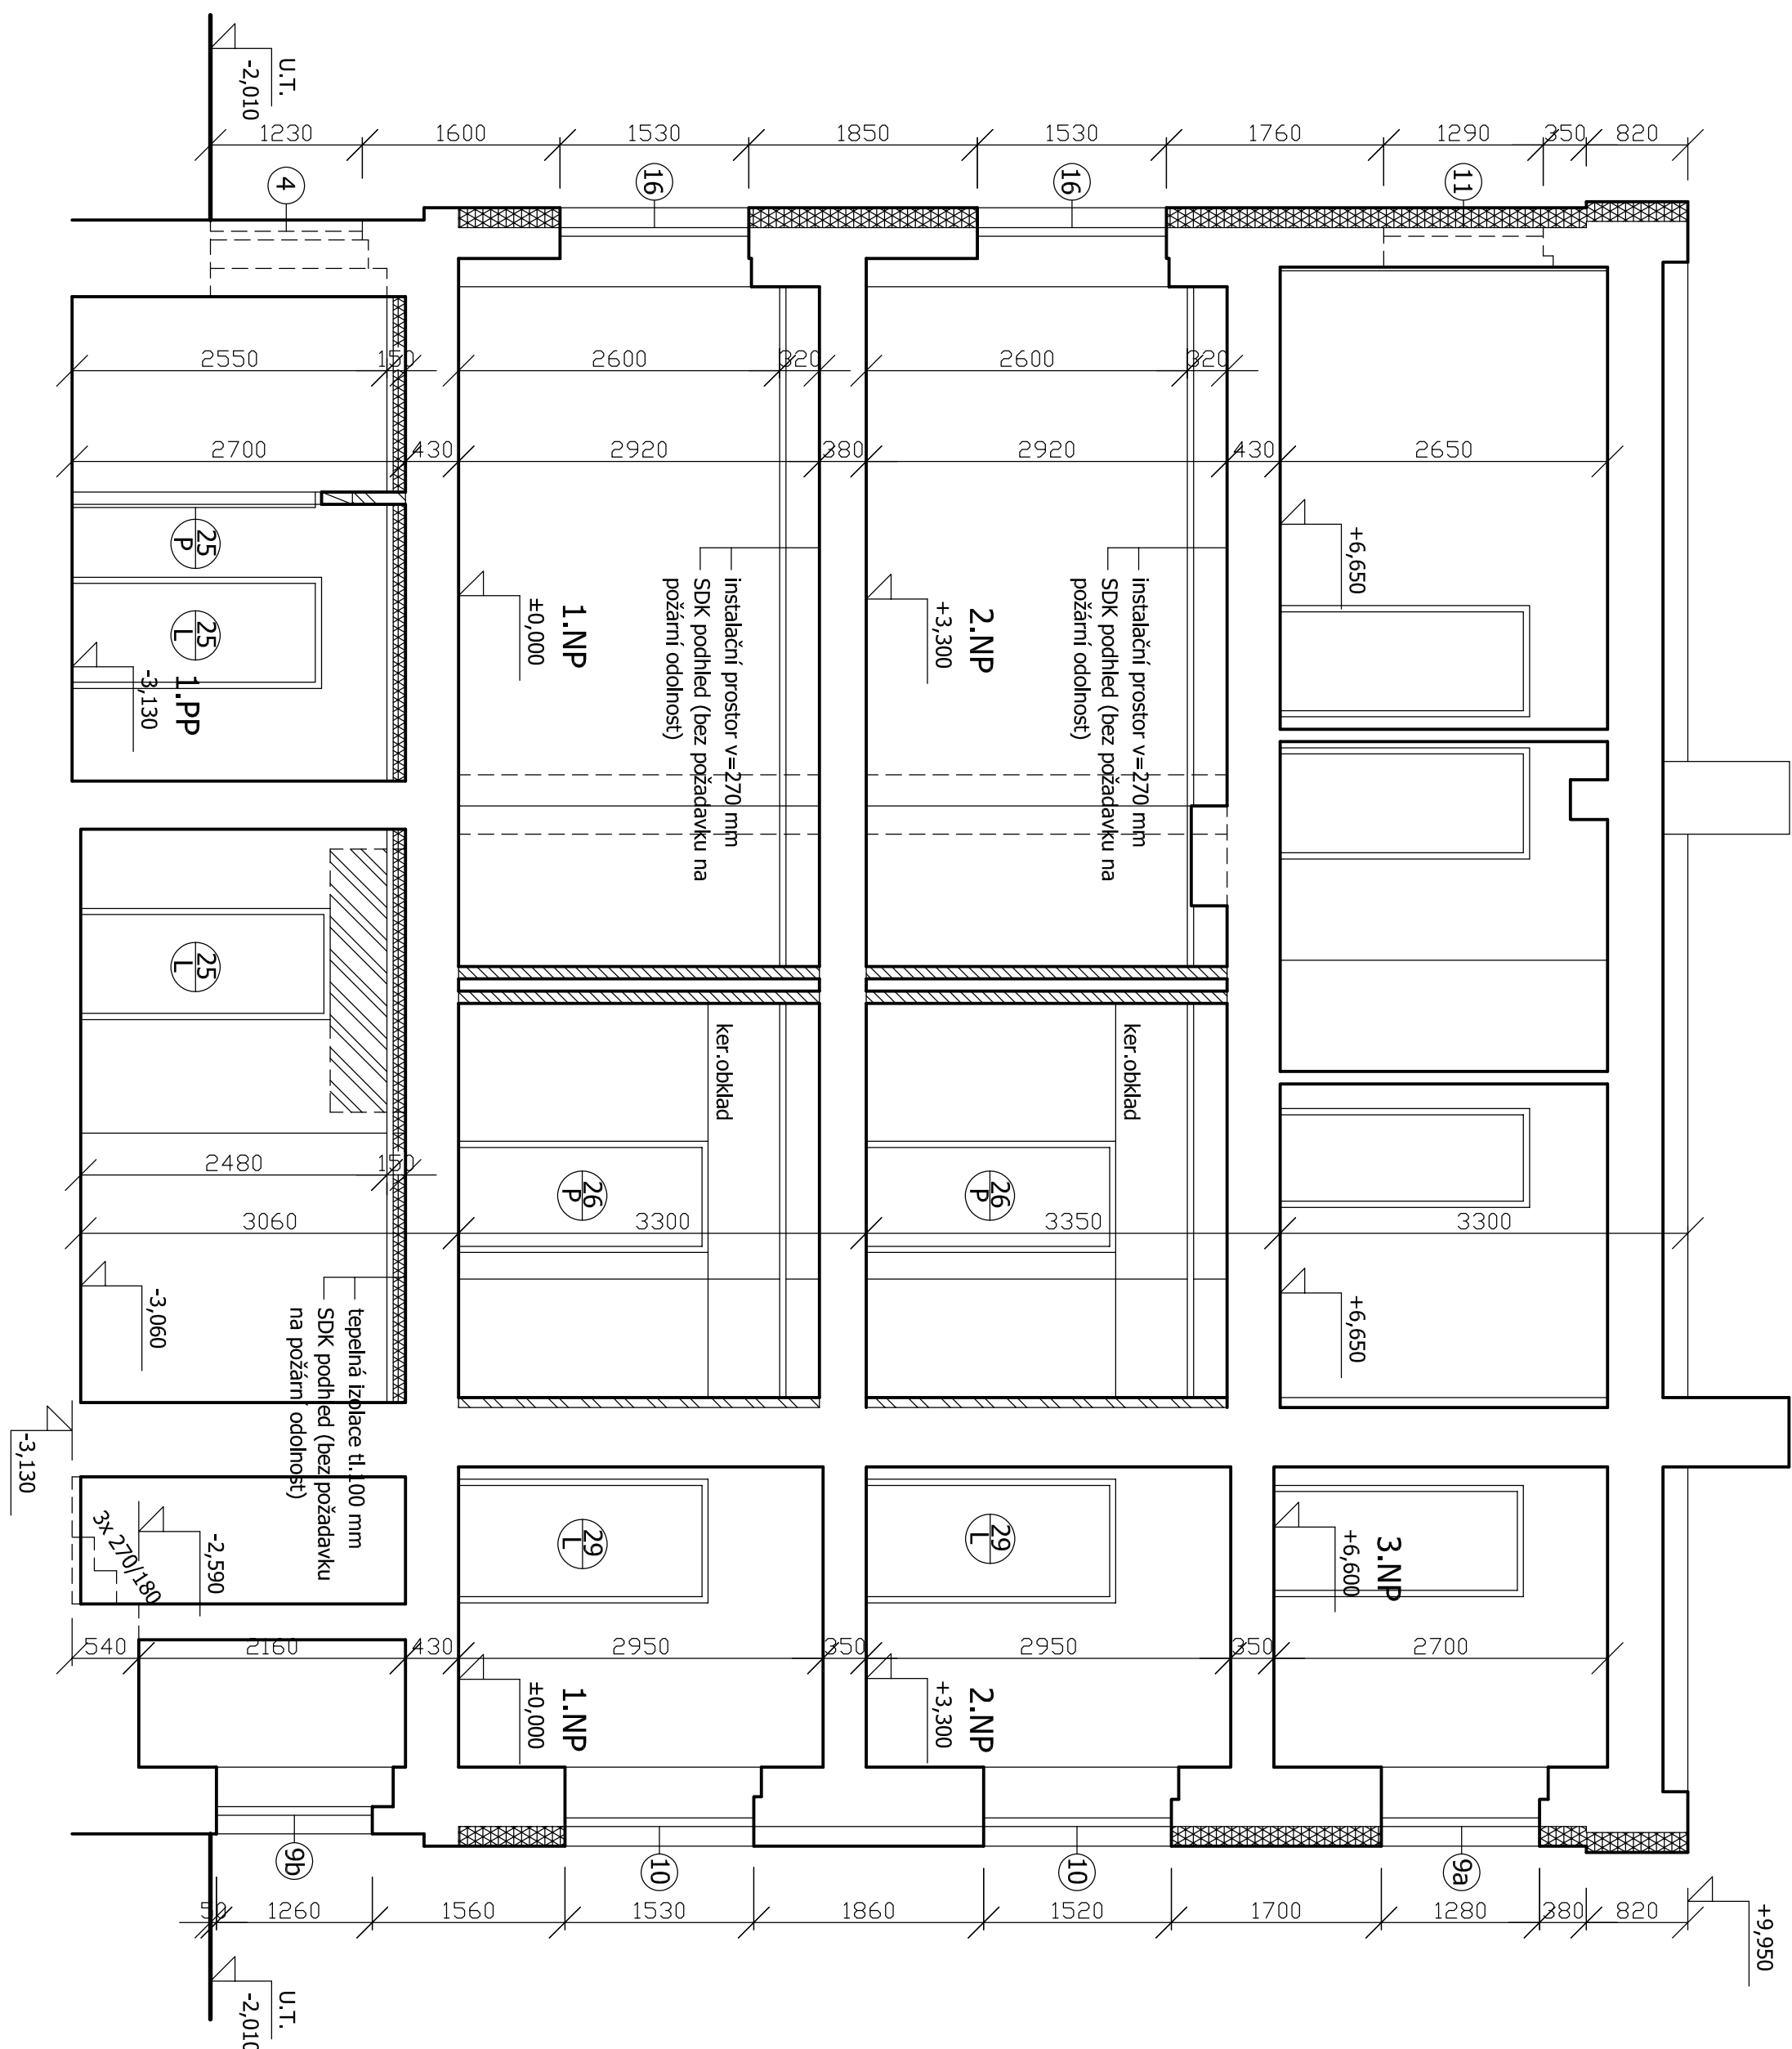 U.T.
-2,010
1230
1600
1530
1850
1530
1760
1290
350
820
4
16
16
11
2550
150
2600
320
2600
320
2700
430
2920
380
2920
430
2650
25
P
25
L
1.PP
-3,130
1.NP
±0,000
instalační prostor v=270 mm
SDK podhled (bez požadavku na
požární odolnost)
2.NP
+3,300
instalační prostor v=270 mm
SDK podhled (bez požadavku na
požární odolnost)
+6,650
25
L
ker.obklad
ker.obklad
2480
150
26
P
26
P
3060
3300
3350
3300
-3,060
tepelná izolace tl.100 mm
SDK podhled (bez požadavku
na požární odolnost)
+6,650
-3,130
3x 270/180
-2,590
29
L
29
L
3.NP
+6,600
540
2160
430
2950
350
2950
350
2700
1.NP
±0,000
2.NP
+3,300
9b
10
10
9a
50
1260
1560
1530
1860
1520
1700
1280
380
820
+9,950
U.T.
-2,010